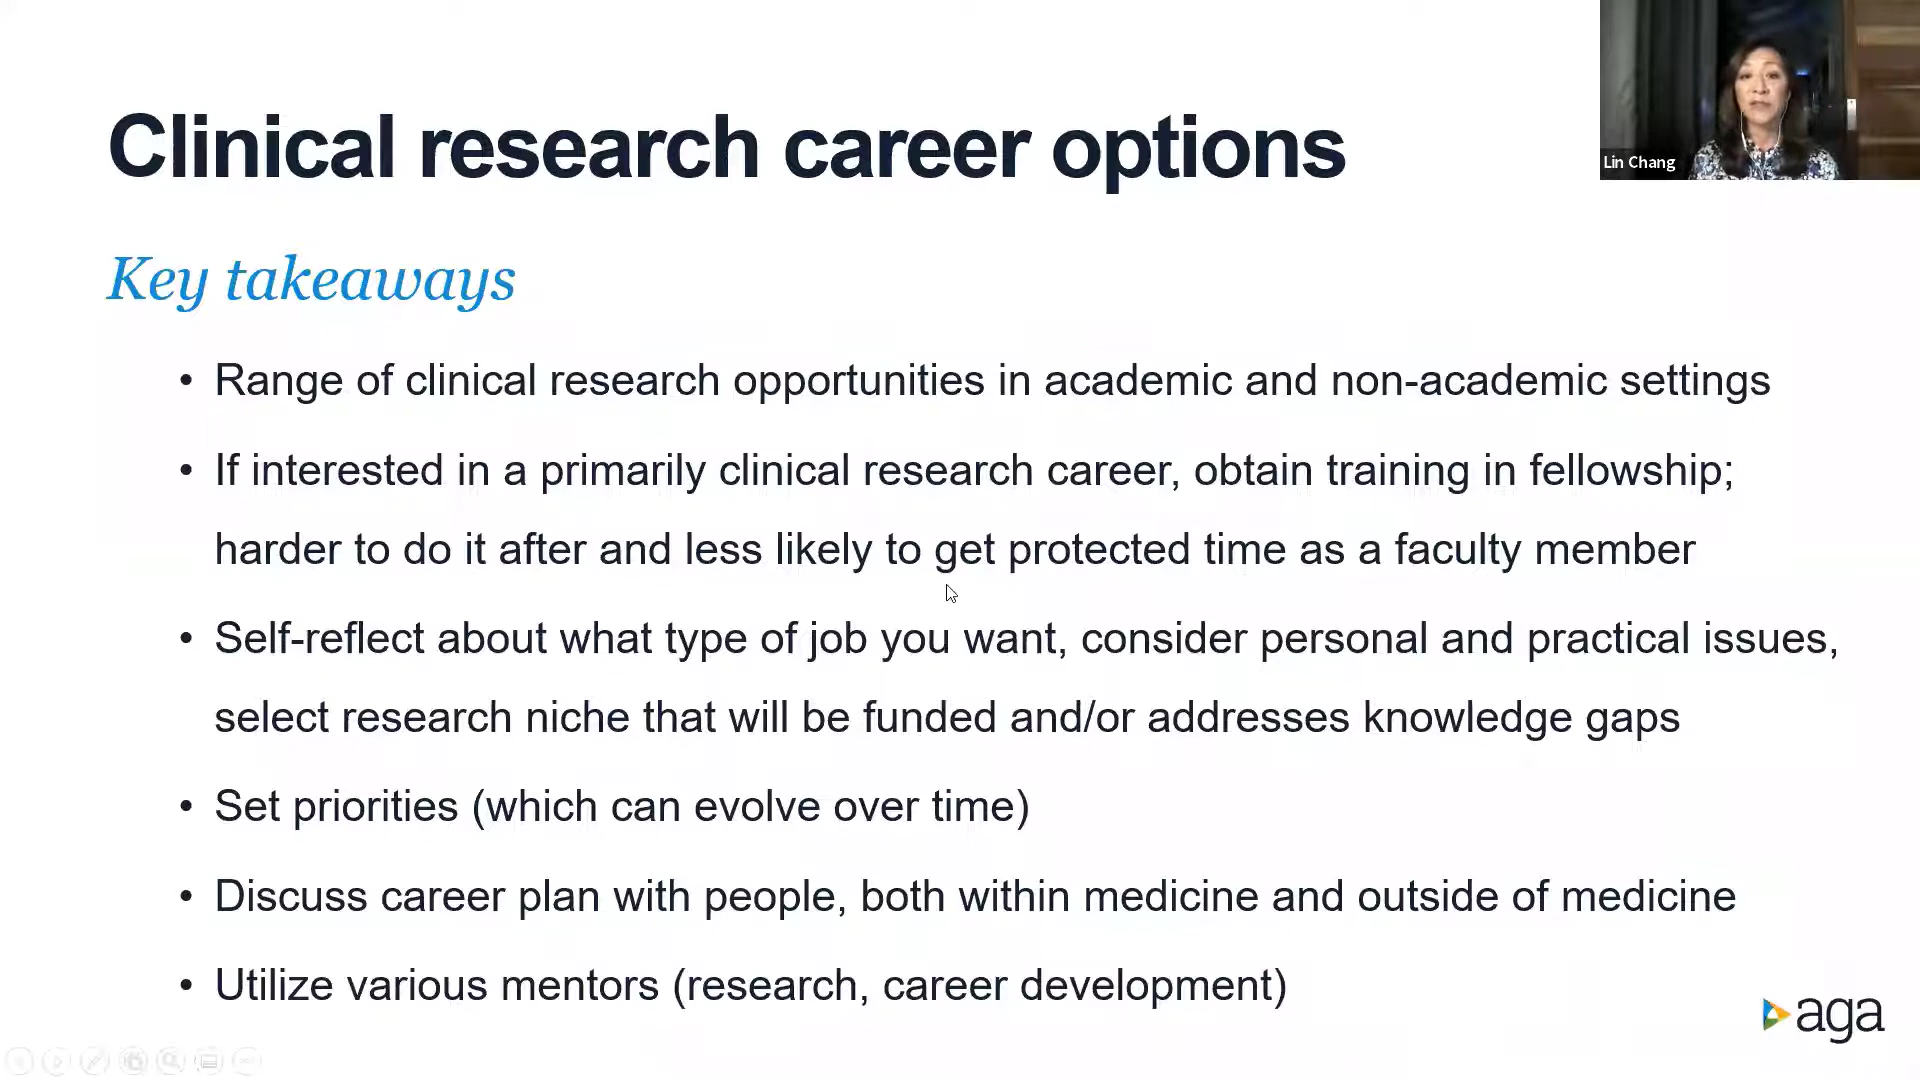 Clinical research career options
Lin Chang
Key takeaways
• Range of clinical research opportunities in academic and non-academic settings
• If interested in a primarily clinical research career, obtain training in fellowship;
harder to do it after and less likely to get protected time as a faculty member
• Self-reflect about what type of job you want, consider personal and practical issues,
select research niche that will be funded and/or addresses knowledge gaps
• Set priorities (which can evolve over time)
• Discuss career plan with people, both within medicine and outside of medicine
• Utilize various mentors (research, career development)
aga